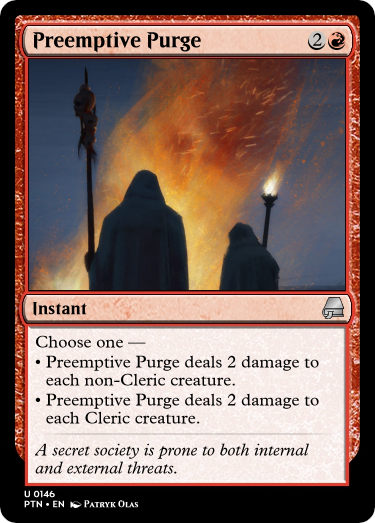 Preemptive Purge 2
Instant
Choose one —
• Preemptive Purge deals 2 damage to
each non-Cleric creature.
• Preemptive Purge deals 2 damage to
each Cleric creature.
A secret society is prone to both internal
and external threats.
U 0146
PTN • EN Patryk Olas